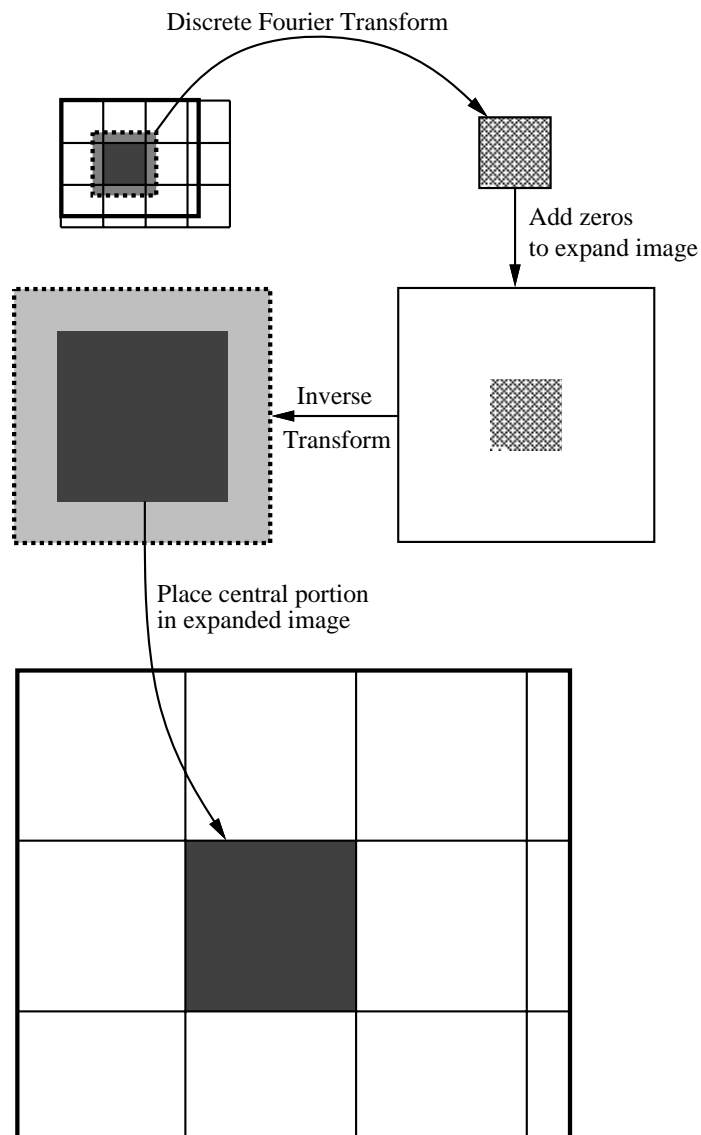 Discrete Fourier Transform
Add zeros
to expand image
Inverse
Transform
Place central portion
in expanded image